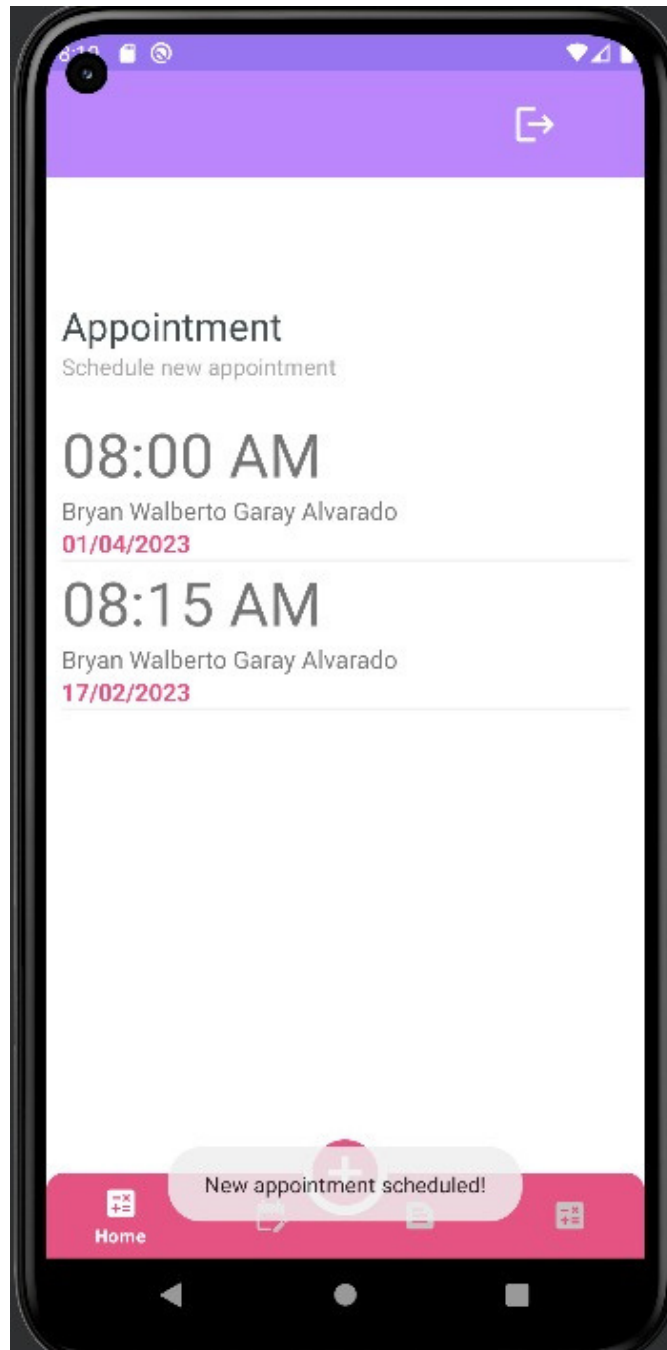 Appointment
Schedule new appointment
08:00 AM
Bryan Walberto Garay Alvarado
01/04/2023
08:15 AM
Bryan Walberto Garay Alvarado
17/02/2023
New appointment scheduled!
Home